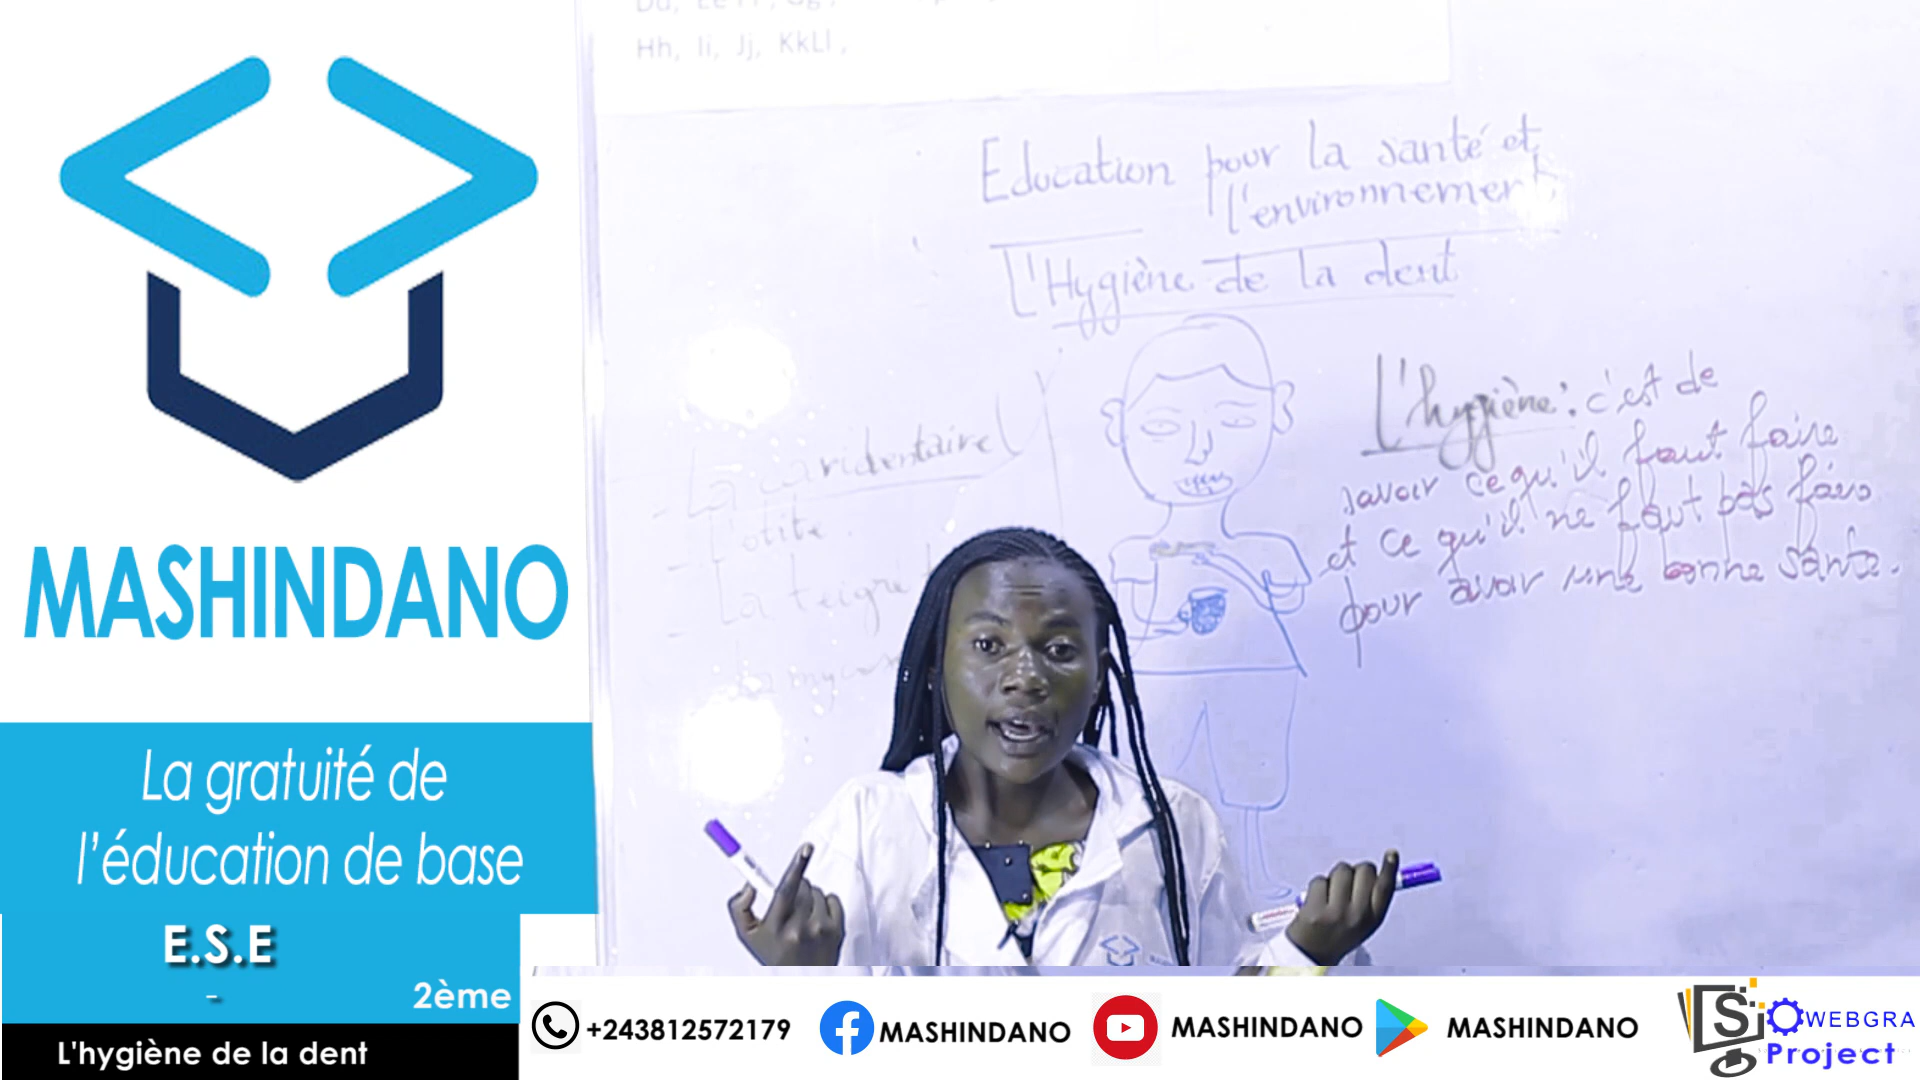 Hh, Ii, Jj, KkLl,
Education pour la santé et
l'environnement
L'Hygiène de la dent
L'hygiène: c'est de
savoir ce qu'il faut faire
et ce qu'il ne faut pas faire
pour avoir une bonne santé.
- La caridentaire
- L'otite.
- La teigne
MASHINDANO
La gratuité de
l'éducation de base
E.S.E
-
2ème
L'hygiène de la dent
+243812572179
MASHINDANO
MASHINDANO
MASHINDANO
WEBGRA
Project